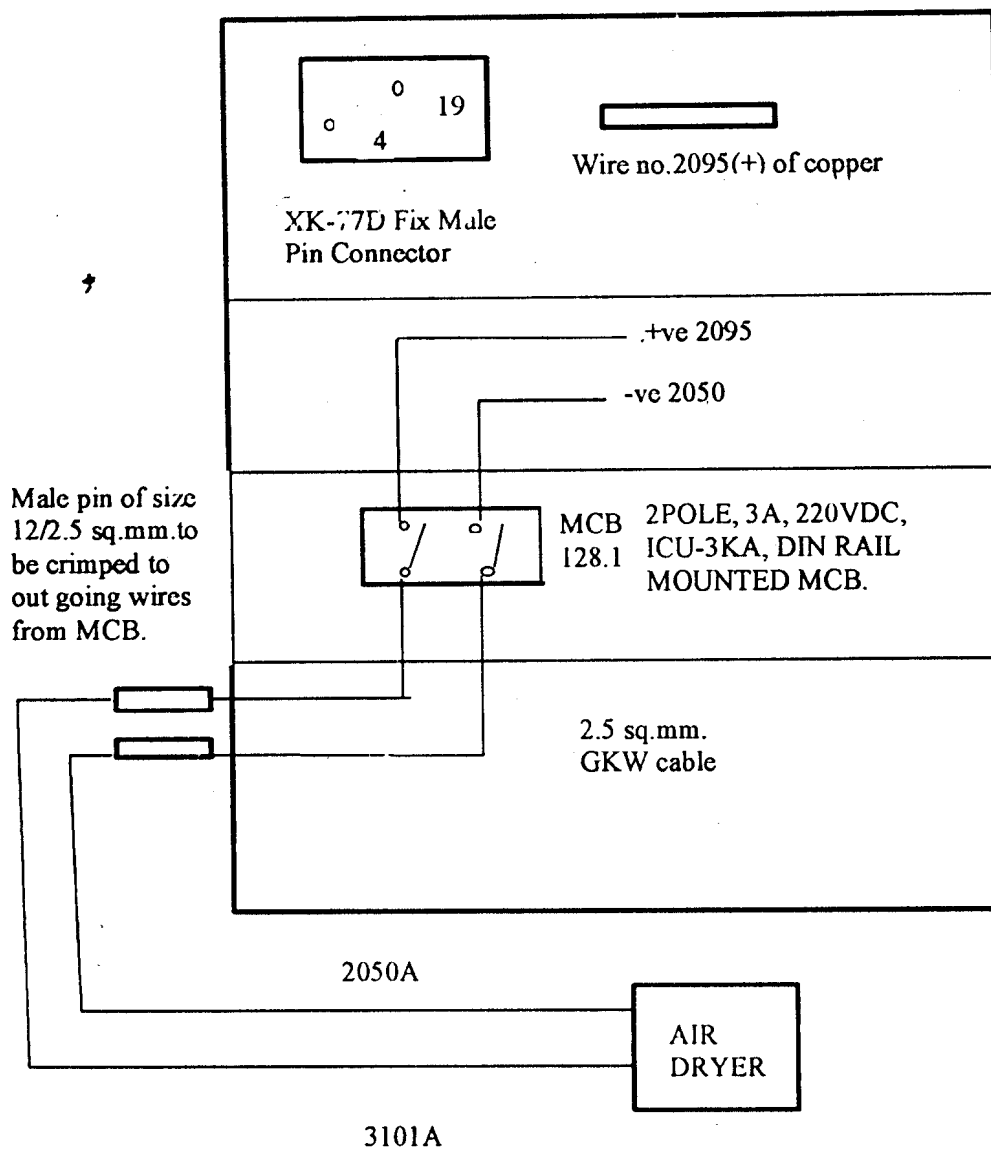 19
4
Wire no.2095(+) of copper
XK-77D Fix Male
Pin Connector
+ve 2095
-ve 2050
Male pin of size
12/2.5 sq.mm.to
be crimped to
out going wires
from MCB.
MCB
128.1
2POLE, 3A, 220VDC,
ICU-3KA, DIN RAIL
MOUNTED MCB.
2.5 sq.mm.
GKW cable
2050A
AIR
DRYER
3101A